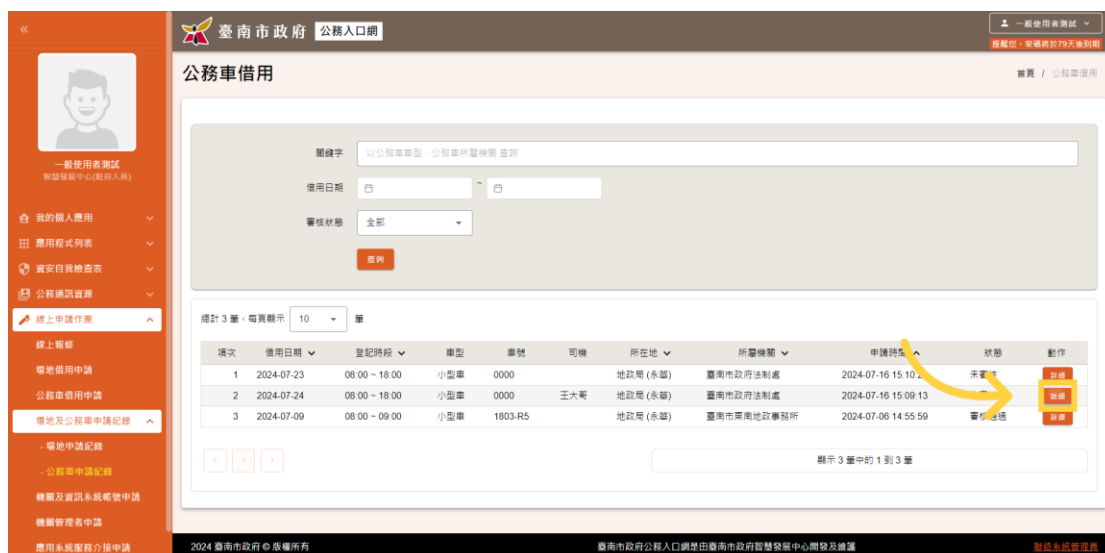 臺南市政府 公務入口網
一般使用者測試
提醒您，密碼將於79天後到期
公務車借用
首頁 / 公務車借用
一般使用者測試
智慧發展中心(駐府人員)
我的個人應用
應用程式列表
資安自我檢查表
公務通訊資源
線上申請作業
線上報修
場地借用申請
公務車借用申請
場地及公務車申請紀錄
- 場地申請紀錄
- 公務車申請紀錄
機關及資訊系統帳號申請
機關管理者申請
應用系統服務介接申請
關鍵字 以公務車車型、公務車所屬機關 查詢
借用日期 ~
審核狀態 全部
查詢
總計 3 筆，每頁顯示 10 筆
項次 借用日期 登記時段 車型 車號 司機 所在地 所屬機關 申請時間 狀態 動作
1 2024-07-23 08:00 ~ 18:00 小型車 0000 地政局 (永華) 臺南市政府法制處 2024-07-16 15:10:2 未審核 詳細
2 2024-07-24 08:00 ~ 18:00 小型車 0000 王大哥 地政局 (永華) 臺南市政府法制處 2024-07-16 15:09:13 詳細
3 2024-07-09 08:00 ~ 09:00 小型車 1803-R5 地政局 (永華) 臺南市東南地政事務所 2024-07-06 14:55:59 審核通過 詳細
顯示 3 筆中的 1 到 3 筆
2024 臺南市政府 © 版權所有
臺南市政府公務入口網是由臺南市政府智慧發展中心開發及維護
聯絡系統管理員